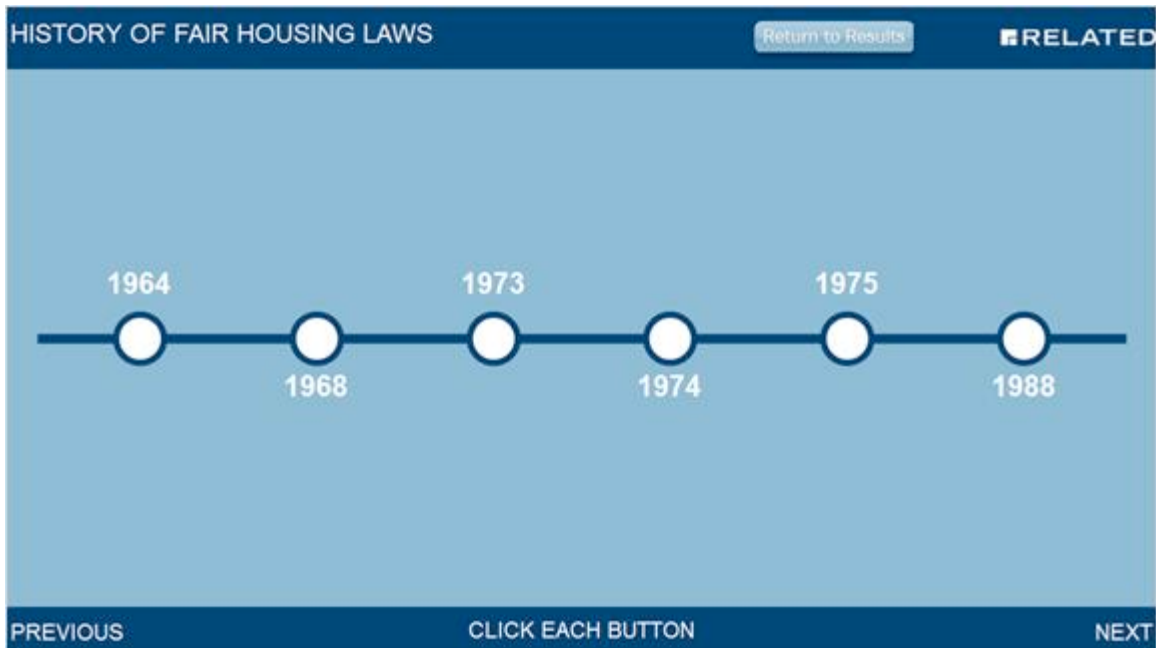 HISTORY OF FAIR HOUSING LAWS
Return to Results
RELATED
1964
1973
1975
1968
1974
1988
PREVIOUS
CLICK EACH BUTTON
NEXT